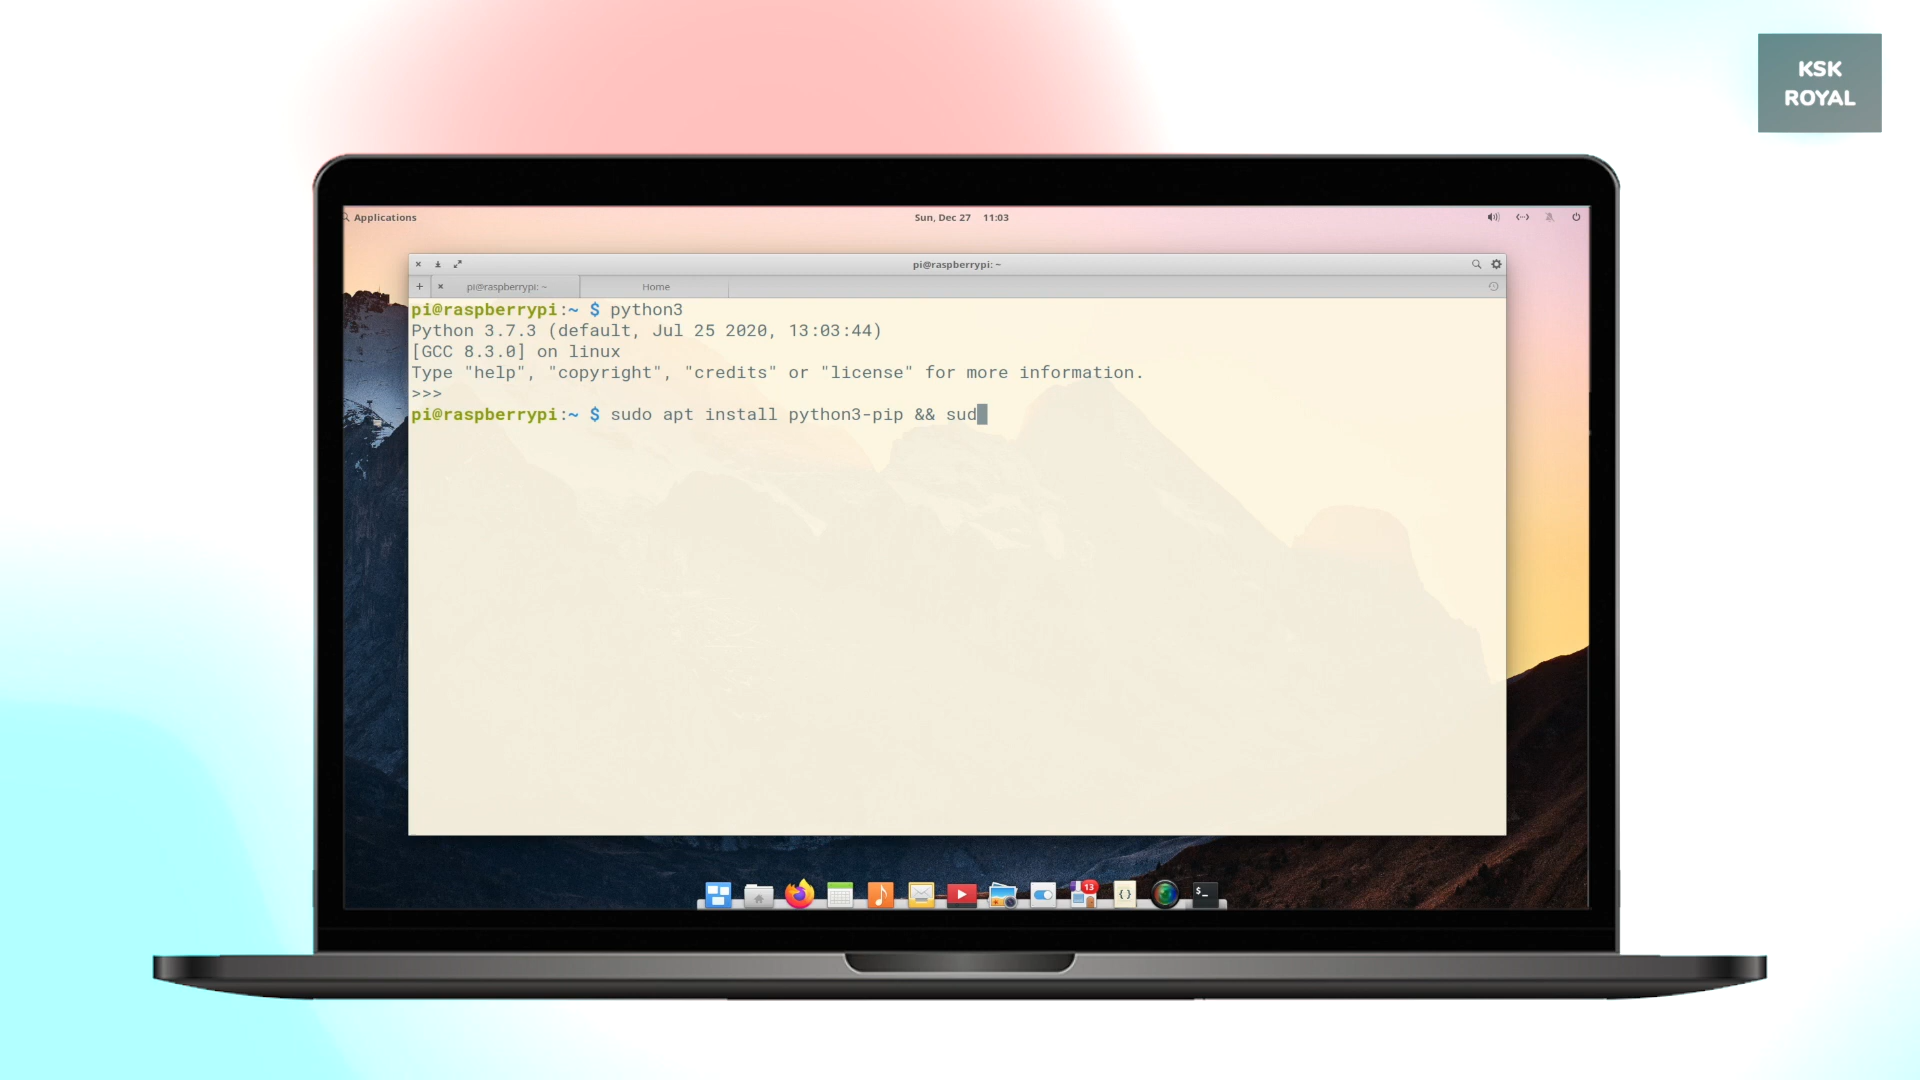 KSK
ROYAL
Applications
Sun, Dec 27 11:03
pi@raspberrypi: ~
pi@raspberrypi: ~
Home
pi@raspberrypi:~ $ python3
Python 3.7.3 (default, Jul 25 2020, 13:03:44)
[GCC 8.3.0] on linux
Type "help", "copyright", "credits" or "license" for more information.
>>>
pi@raspberrypi:~ $ sudo apt install python3-pip && sud
13
{ }
$_